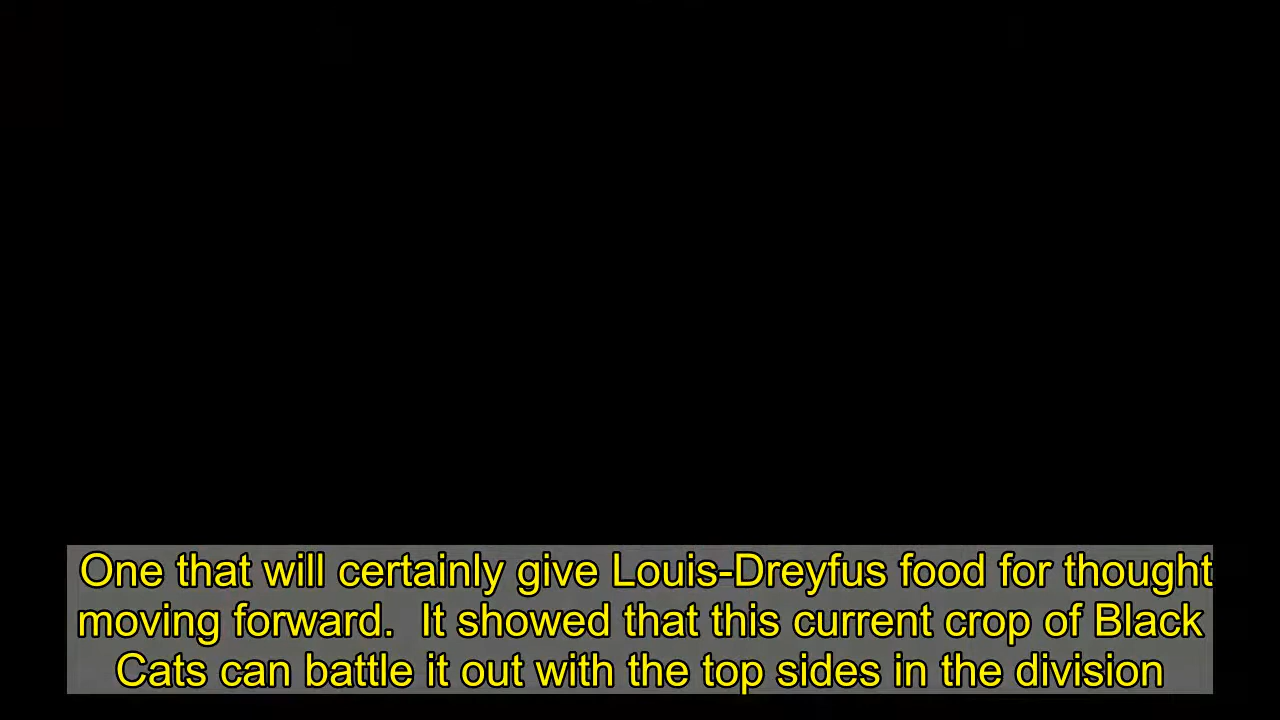 One that will certainly give Louis-Dreyfus food for thought
moving forward.  It showed that this current crop of Black
Cats can battle it out with the top sides in the division